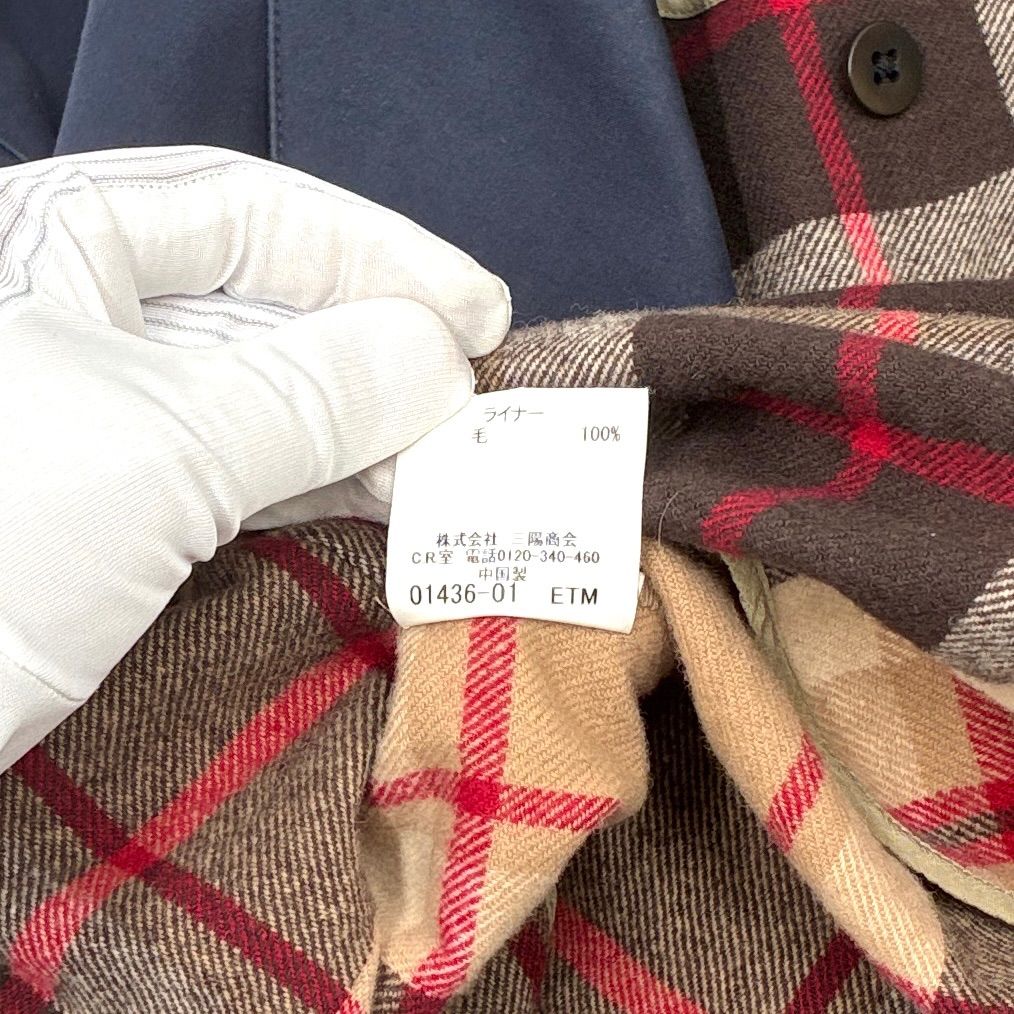 ライナー
毛 100%
株式会社 三陽商会
CR室 電話0120-340-460
中国製
01436-01 ETM